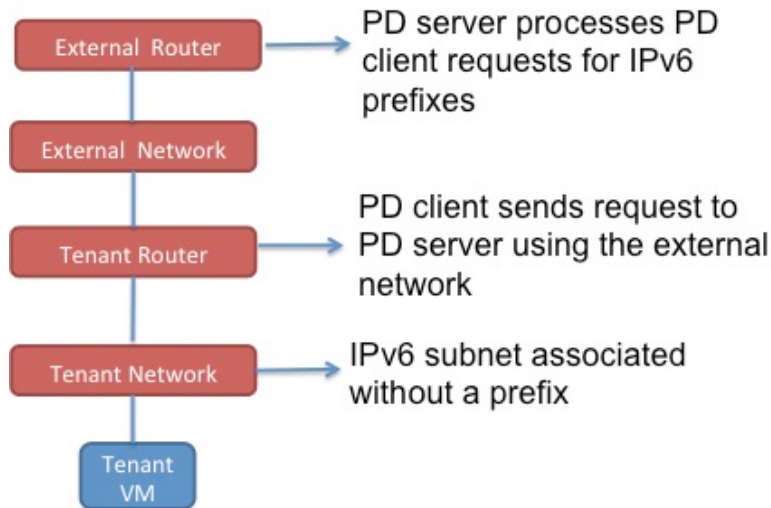 External Router
PD server processes PD
client requests for IPv6
prefixes
External Network
Tenant Router
PD client sends request to
PD server using the external
network
Tenant Network
IPv6 subnet associated
without a prefix
Tenant
VM